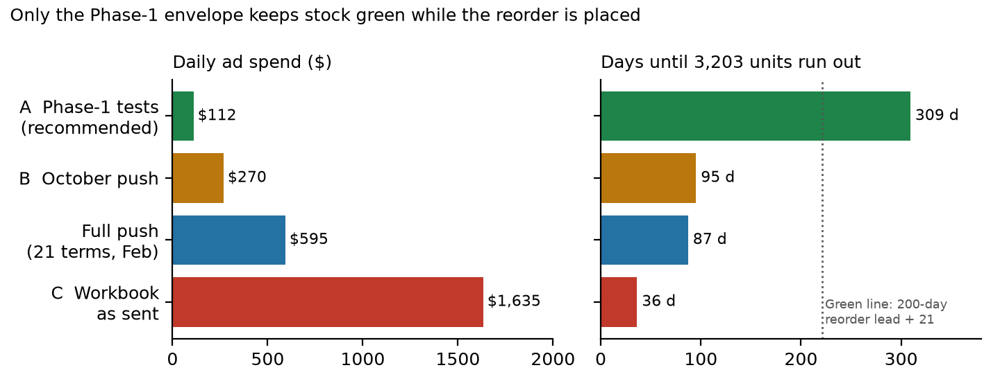 Only the Phase-1 envelope keeps stock green while the reorder is placed
Daily ad spend ($)
A  Phase-1 tests
(recommended)
$112
B  October push
$270
Full push
(21 terms, Feb)
$595
C  Workbook
as sent
$1,635
0 500 1000 1500 2000
Days until 3,203 units run out
309 d
95 d
87 d
36 d
Green line: 200-day
reorder lead + 21
0 100 200 300